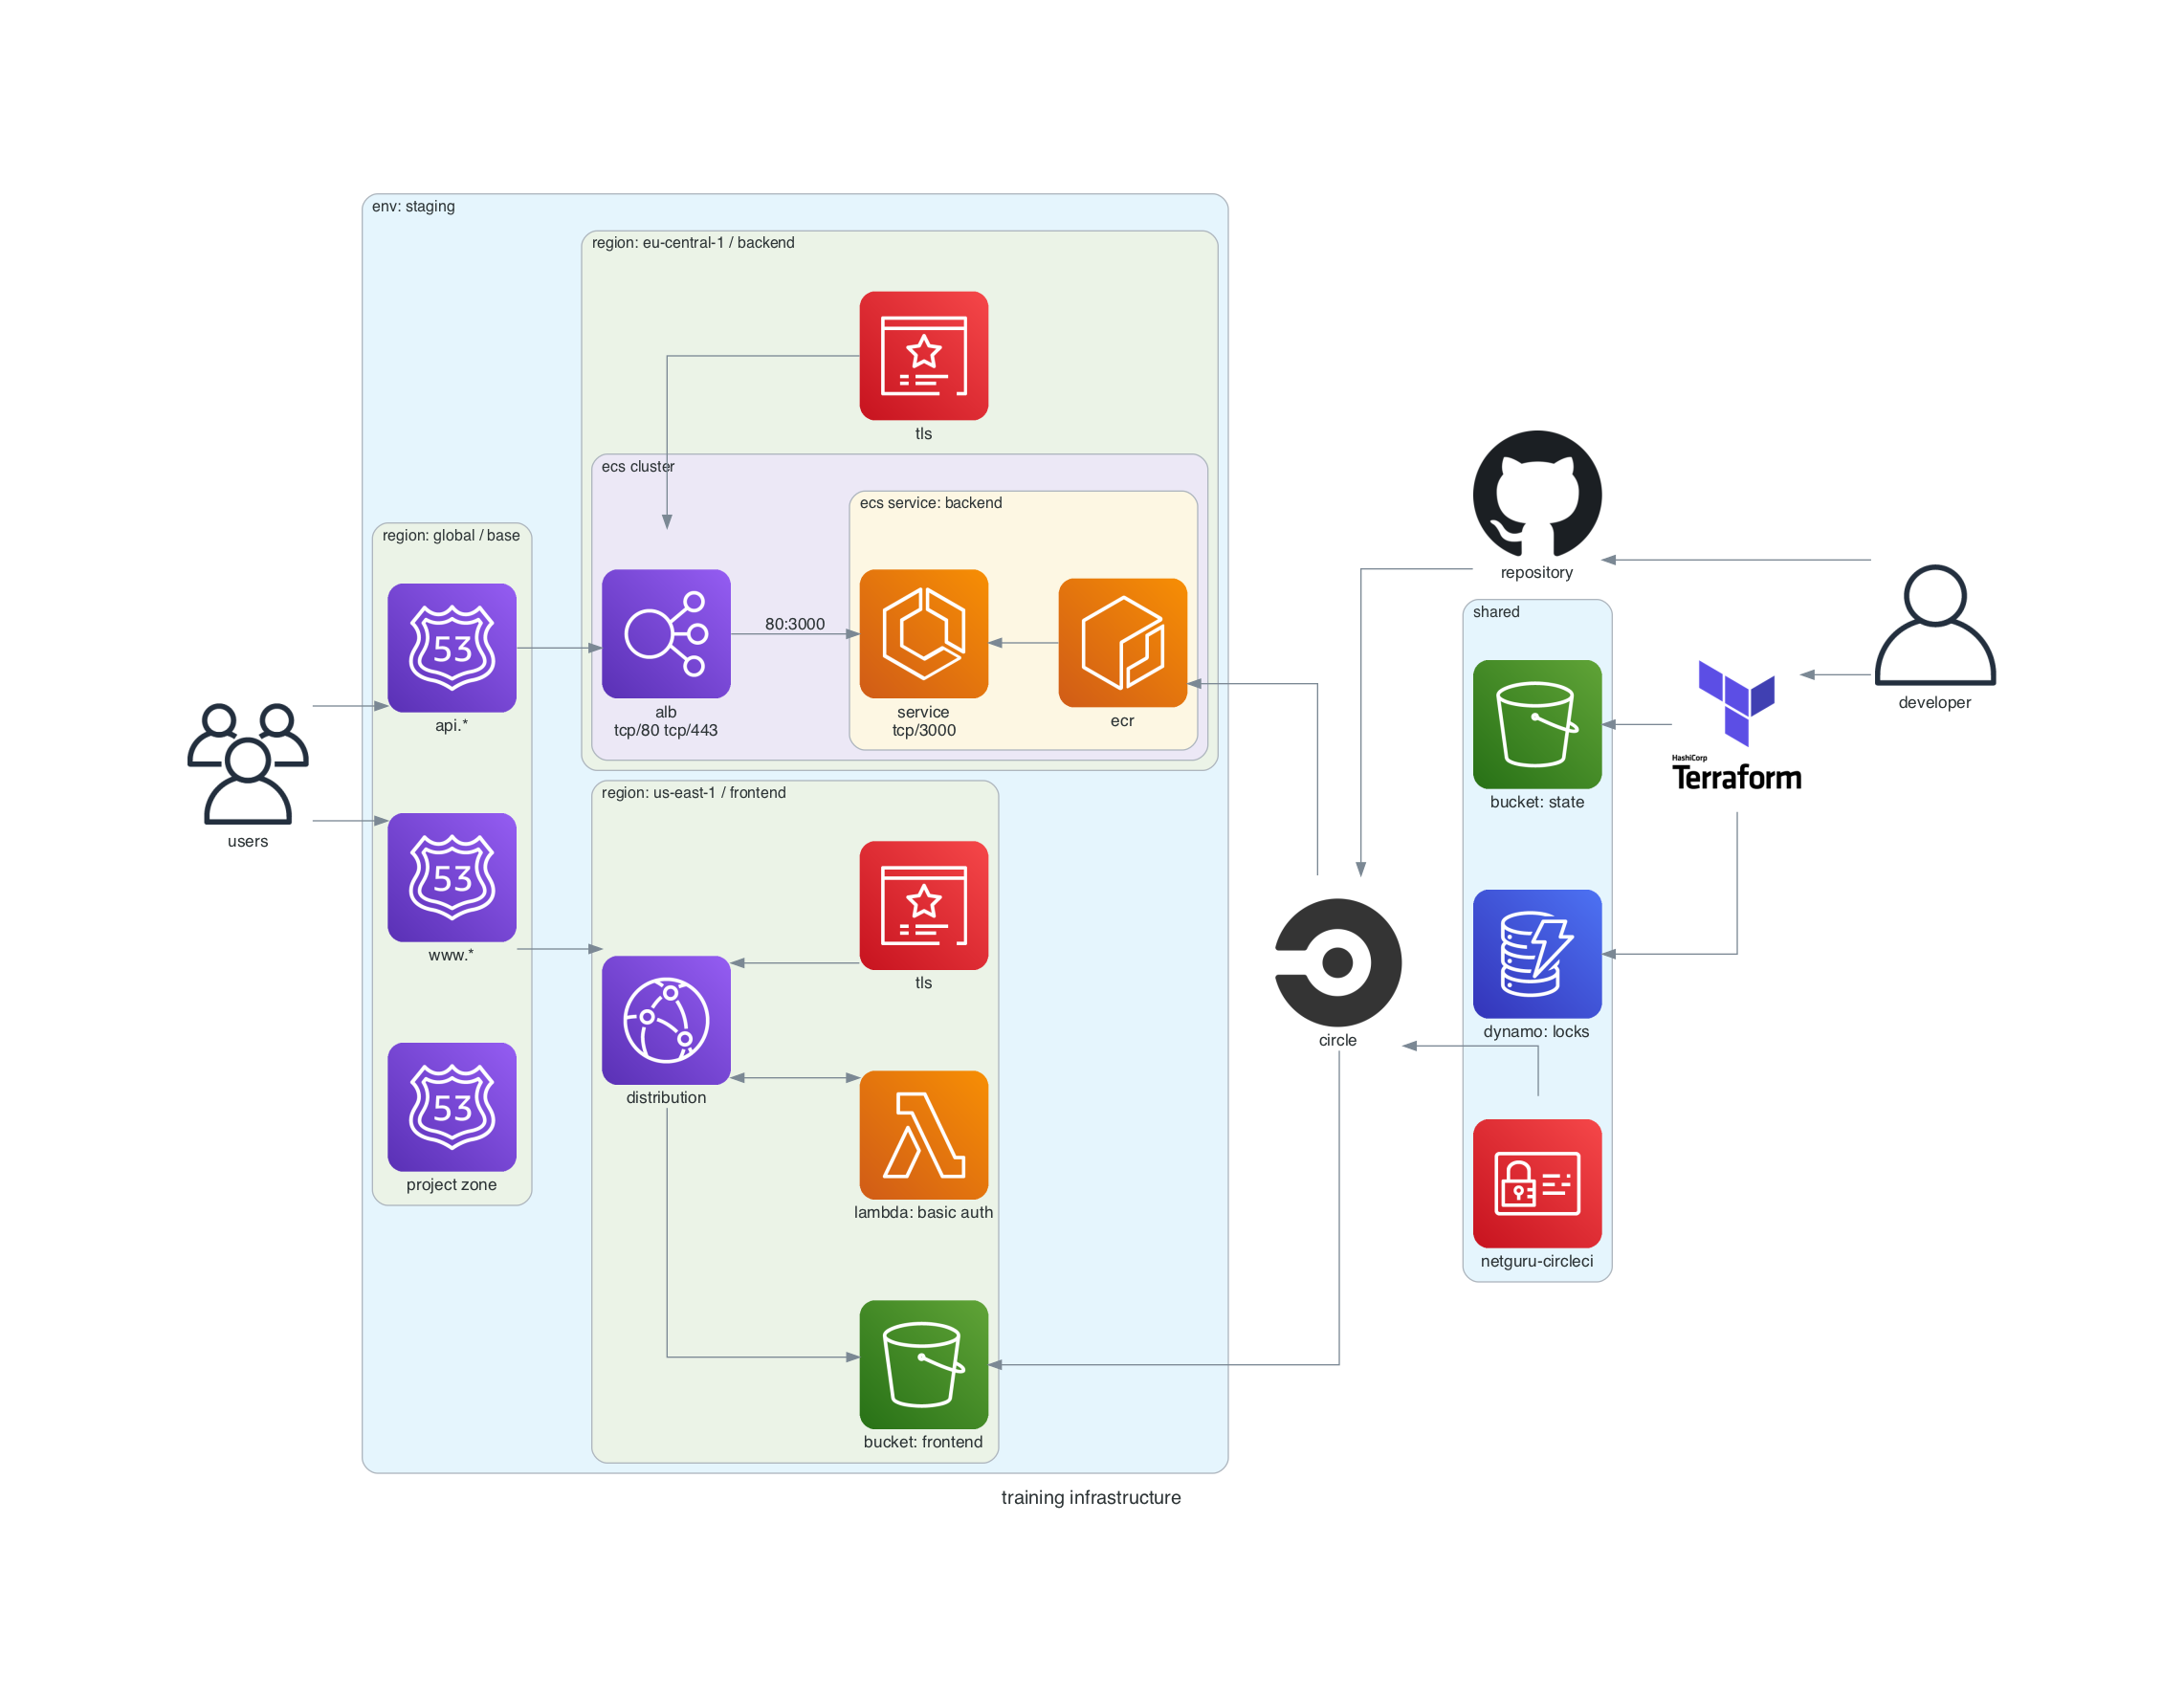 env: staging
region: eu-central-1 / backend
tls
ecs cluster
ecs service: backend
80:3000
alb
tcp/80 tcp/443
service
tcp/3000
ecr
region: global / base
53
api.*
53
www.*
53
project zone
users
region: us-east-1 / frontend
tls
distribution
lambda: basic auth
bucket: frontend
training infrastructure
circle
repository
shared
bucket: state
dynamo: locks
netguru-circleci
HashiCorp
Terraform
developer